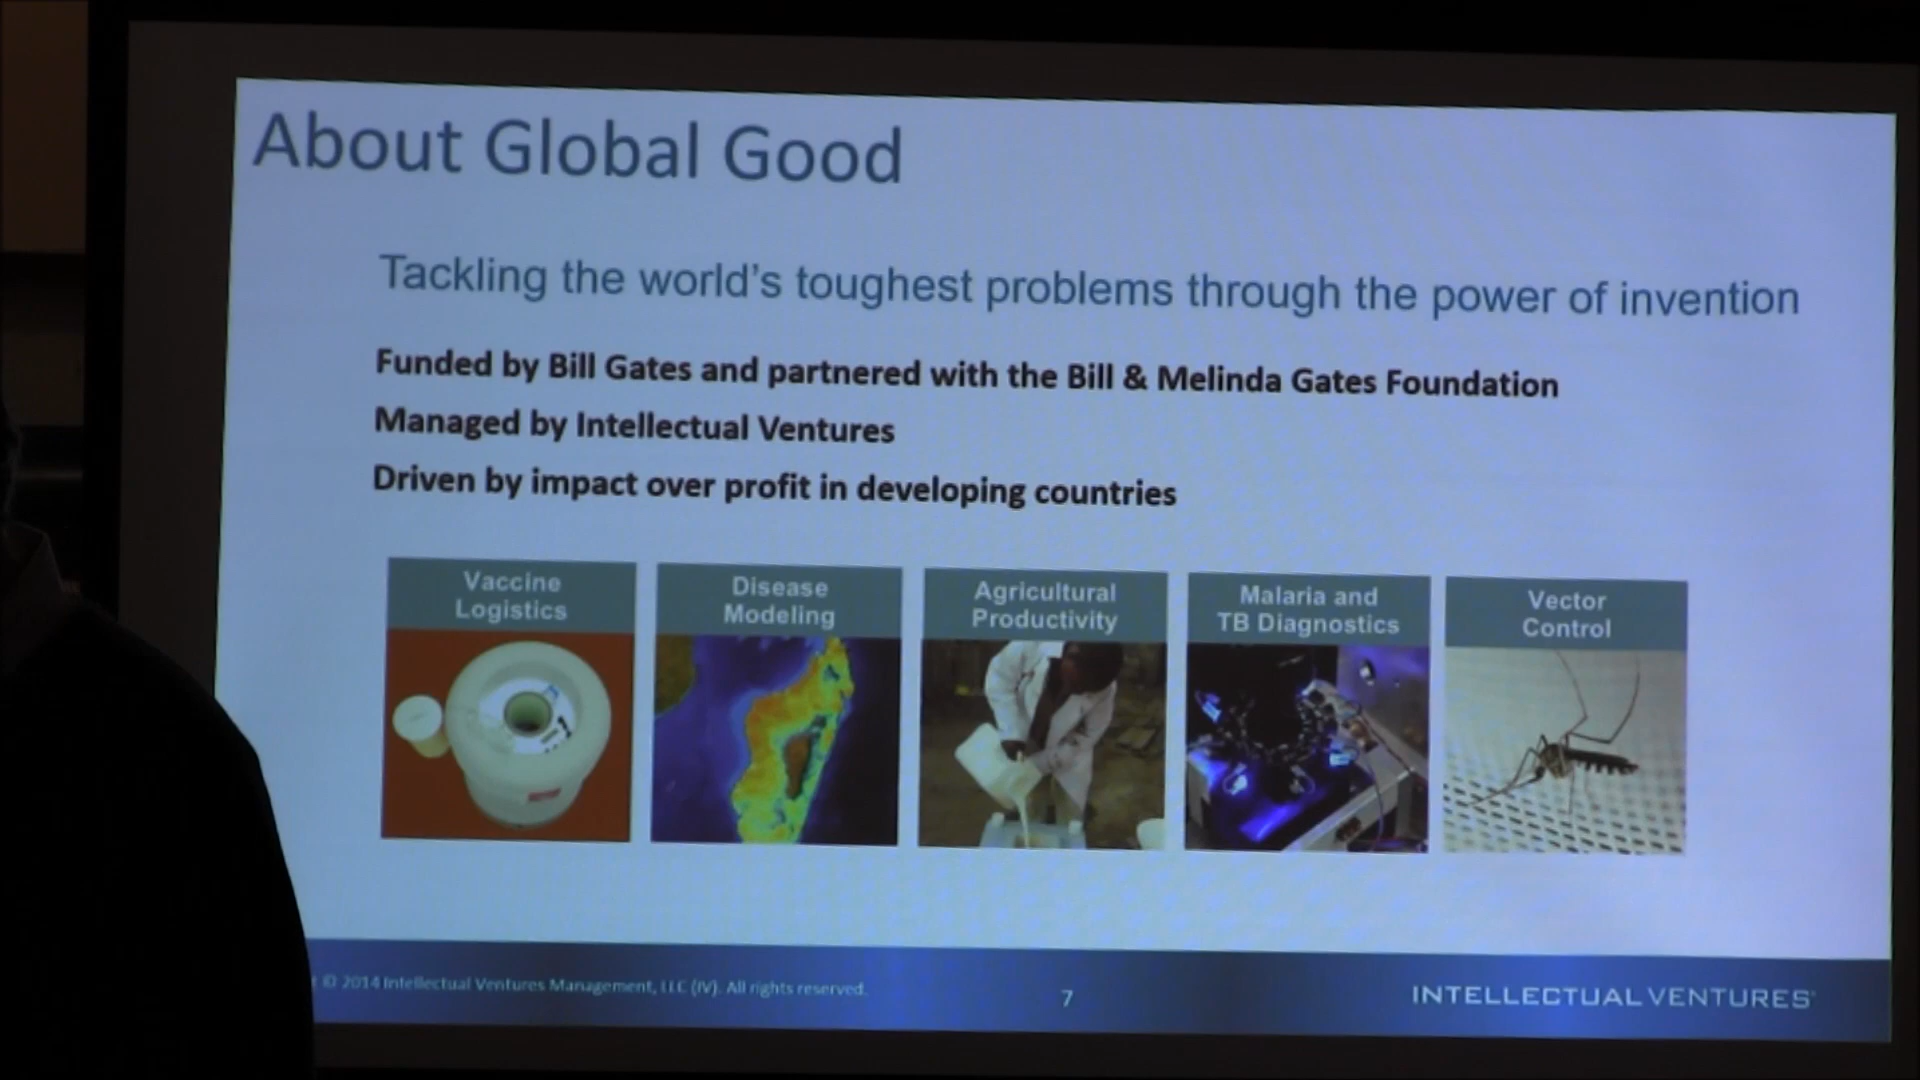 About Global Good
Tackling the world's toughest problems through the power of invention
Funded by Bill Gates and partnered with the Bill & Melinda Gates Foundation
Managed by Intellectual Ventures
Driven by impact over profit in developing countries
Vaccine
Logistics
Disease
Modeling
Agricultural
Productivity
Malaria and
TB Diagnostics
Vector
Control
© 2014 Intellectual Ventures Management, LLC (IV). All rights reserved.
7
INTELLECTUAL VENTURES